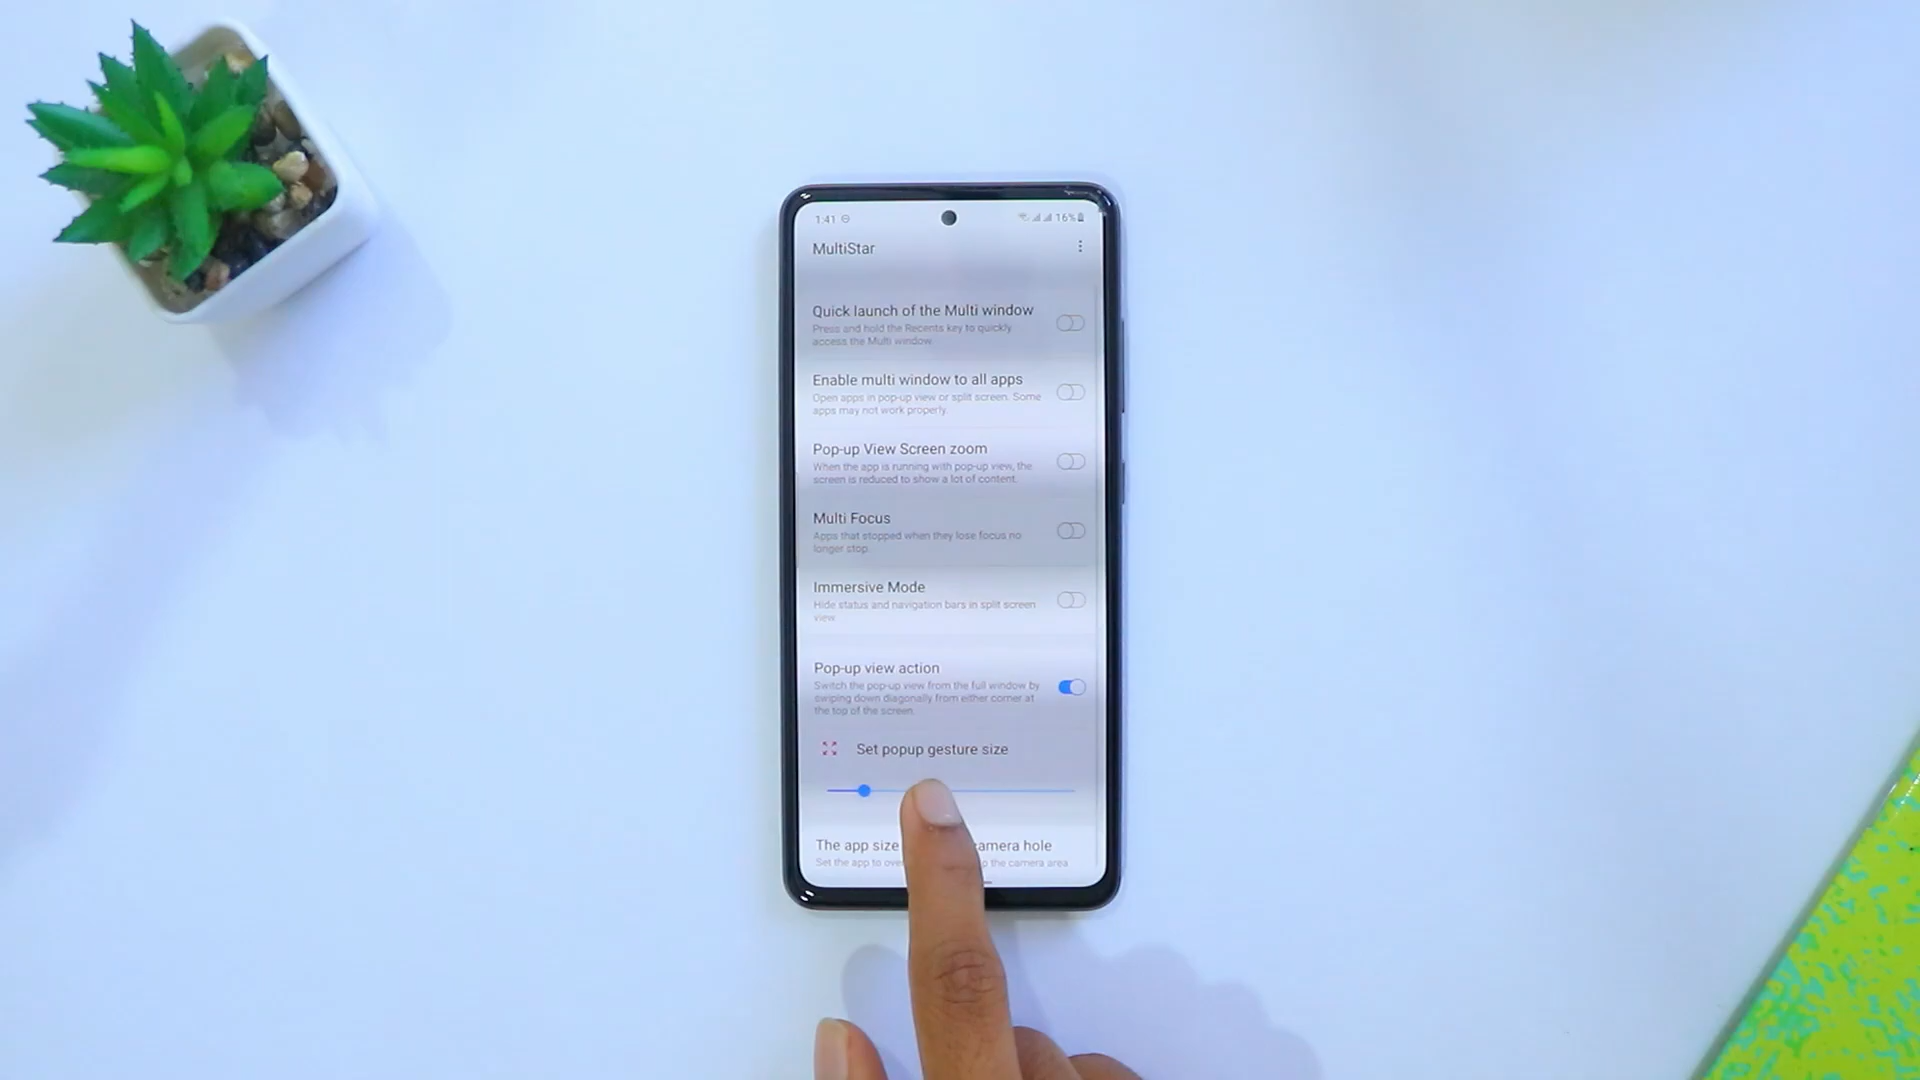 1:41 16%
MultiStar
Quick launch of the Multi window
Press and hold the Recents key to quickly
access the Multi window.
Enable multi window to all apps
Open apps in pop-up view or split screen. Some
apps may not work properly.
Pop-up View Screen zoom
When the app is running with pop-up view, the
screen is reduced to show a lot of content.
Multi Focus
Apps that stopped when they lose focus no
longer stop.
Immersive Mode
Hide status and navigation bars in split screen
view.
Pop-up view action
Switch the pop-up view from the full window by
swiping down diagonally from either corner at
the top of the screen.
Set popup gesture size
The app size camera hole
Set the app to the camera area